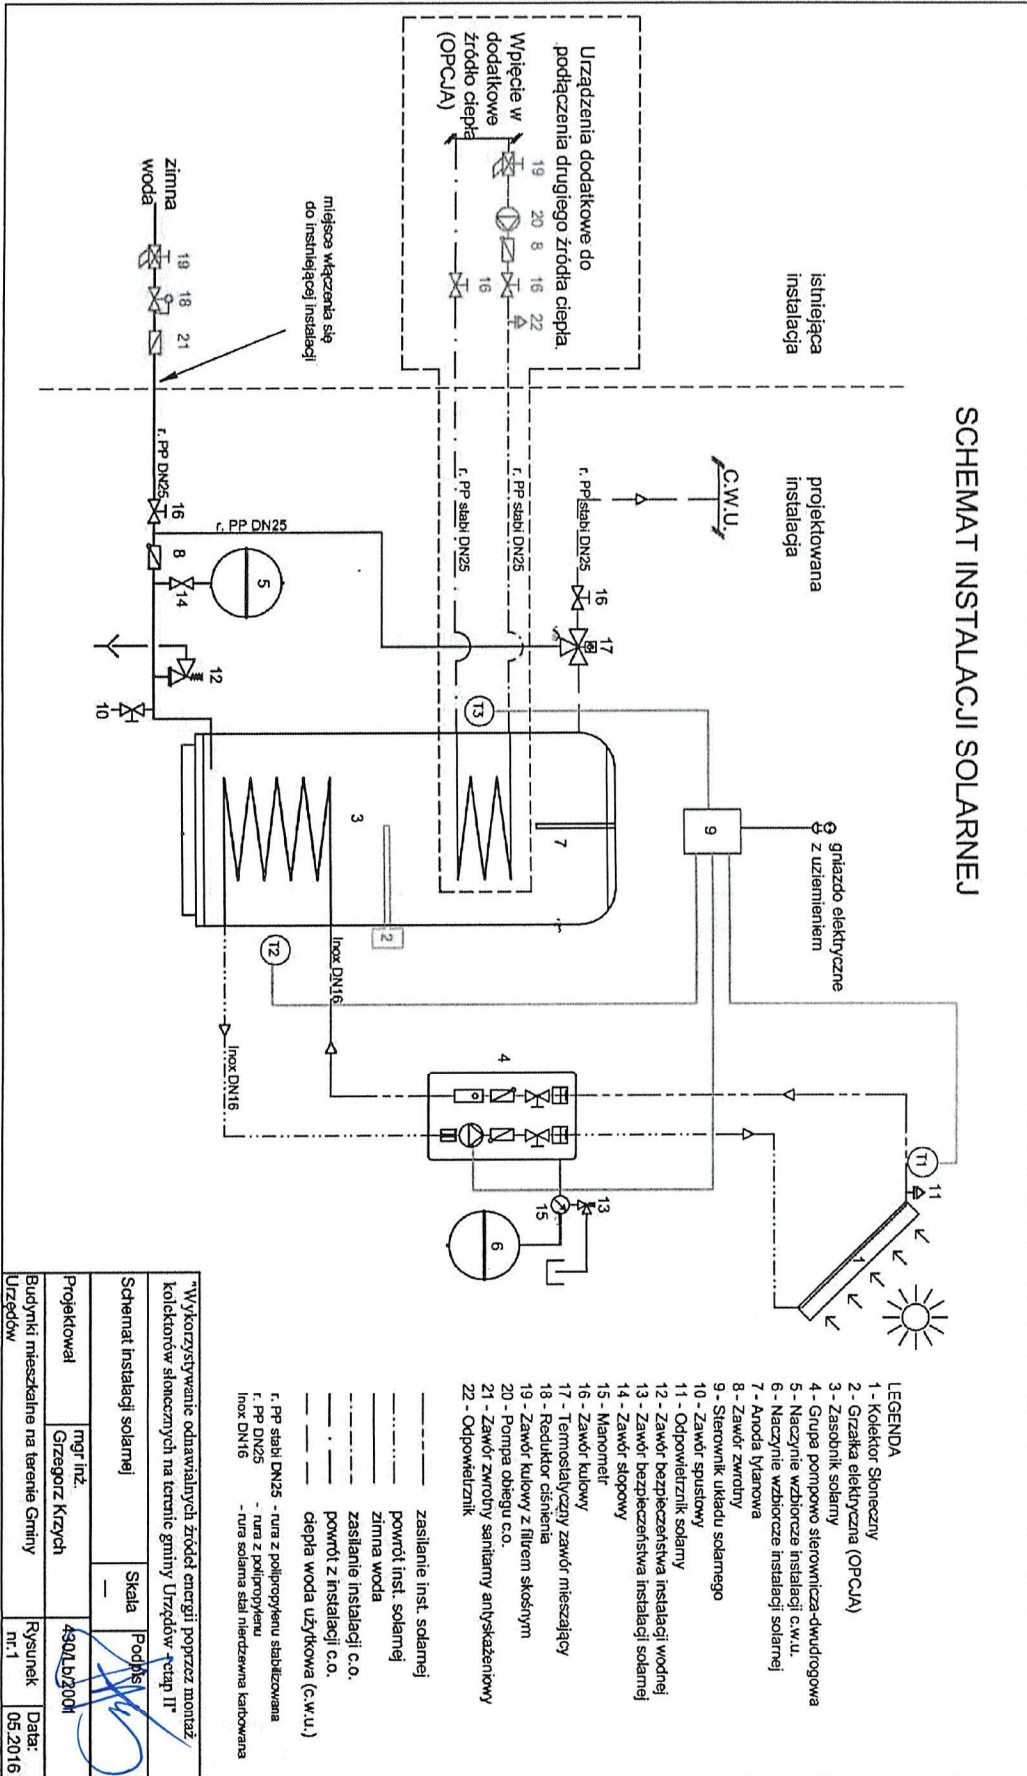 SCHEMAT INSTALACJI SOLARNEJ
istniejąca
instalacja
projektowana
instalacja
Urządzenia dodatkowe do
podłączenia drugiego źródła ciepła.
Wpięcie w
dodatkowe
źródło ciepła
(OPCJA)
19
20
8
16
22
16
C.W.U.
r. PP stabi DN25
16
17
r. PP stabi DN25
r. PP stabi DN25
T3
9
gniazdo elektryczne
z uziemieniem
7
3
2
T2
Inox DN16
Inox DN16
4
T1
11
1
13
15
6
miejsce włączenia się
do instniejącej instalacji
zimna
woda
19
18
21
r. PP DN25
16
r. PP DN25
8
14
5
12
10
LEGENDA
1 - Kolektor Słoneczny
2 - Grzałka elektryczna (OPCJA)
3 - Zasobnik solarny
4 - Grupa pompowo sterownicza-dwudrogowa
5 - Naczynie wzbiorcze instalacji c.w.u.
6 - Naczynie wzbiorcze instalacji solarnej
7 - Anoda tytanowa
8 - Zawór zwrotny
9 - Sterownik układu solarnego
10 - Zawór spustowy
11 - Odpowietrznik solarny
12 - Zawór bezpieczeństwa instalacji wodnej
13 - Zawór bezpieczeństwa instalacji solarnej
14 - Zawór stopowy
15 - Manometr
16 - Zawór kulowy
17 - Termostatyczny zawór mieszający
18 - Reduktor ciśnienia
19 - Zawór kulowy z filtrem skośnym
20 - Pompa obiegu c.o.
21 - Zawór zwrotny sanitarny antyskażeniowy
22 - Odpowietrznik
zasilanie inst. solarnej
powrót inst. solarnej
zimna woda
zasilanie instalacji c.o.
powrót z instalacji c.o.
ciepła woda użytkowa (c.w.u.)
r. PP stabi DN25 - rura z polipropylenu stabilizowana
r. PP DN25 - rura z polipropylenu
Inox DN16 - rura solarna stal nierdzewna karbowana
"Wykorzystywanie odnawialnych źródeł energii poprzez montaż
kolektorów słonecznych na terenie gminy Urzędów - etap II"
Schemat instalacji solarnej
Skala
—
Podpis
Projektował
mgr inż.
Grzegorz Krzych
430/Lb/2001
Budynki mieszkalne na terenie Gminy
Urzędów
Rysunek
nr.1
Data:
05.2016